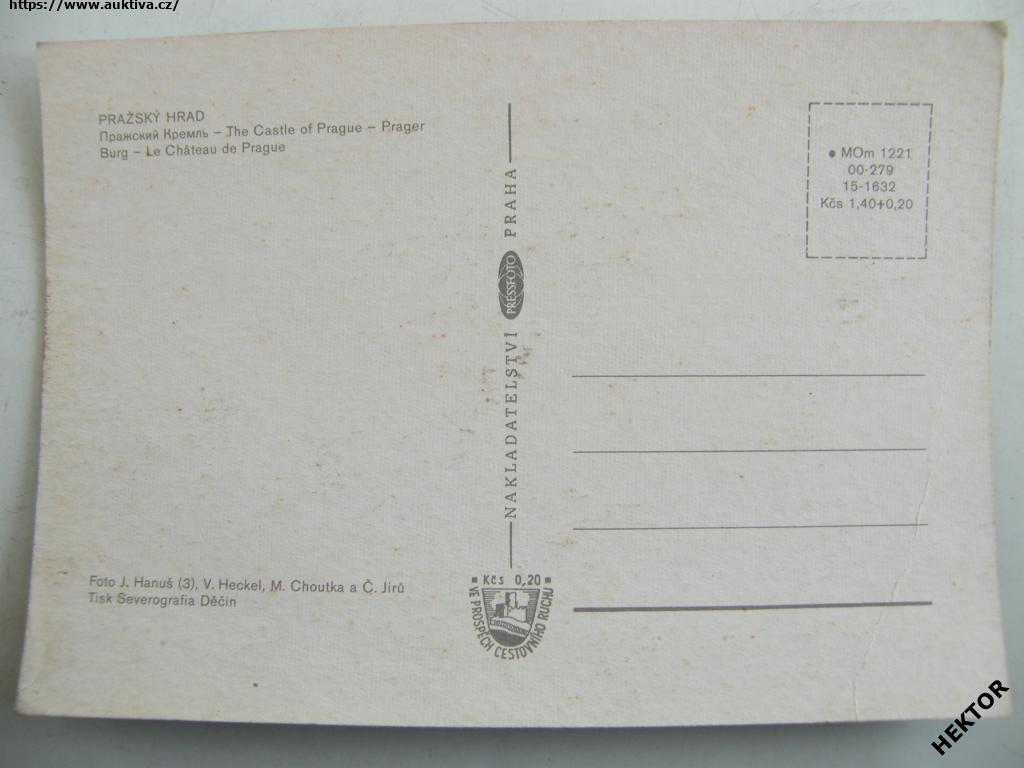 https://www.auktiva.cz/
PRAŽSKÝ HRAD
Пражский Кремль – The Castle of Prague – Prager
Burg – Le Château de Prague
NAKLADATELSTVÍ PRESSFOTO PRAHA
● MOm 1221
00-279
15-1632
Kčs 1,40+0,20
Foto J. Hanuš (3), V. Heckel, M. Choutka a Č. Jírů
Tisk Severografia Děčín
▪ Kčs 0,20 ▪
VE PROSPĚCH CESTOVNÍHO RUCHU
HEKTOR